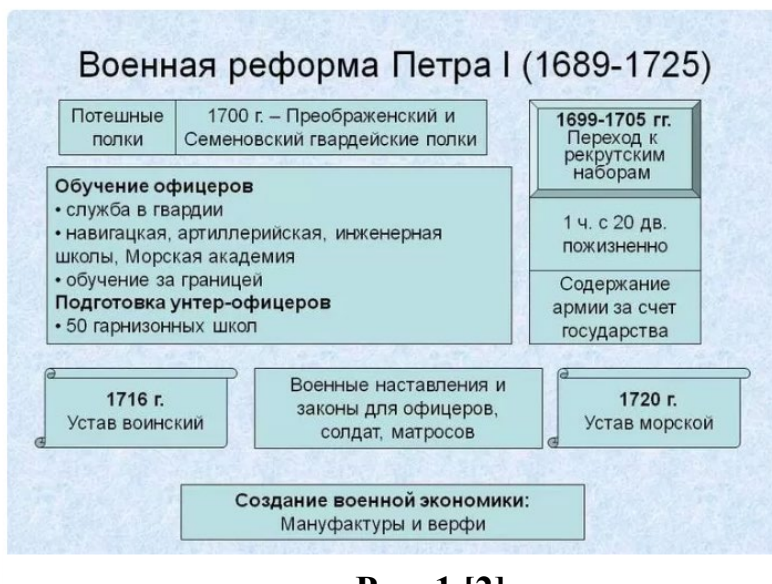 Военная реформа Петра I (1689-1725)
Потешные
полки
1700 г. – Преображенский и
Семеновский гвардейские полки
1699-1705 гг.
Переход к
рекрутским
наборам
Обучение офицеров
• служба в гвардии
• навигацкая, артиллерийская, инженерная
школы, Морская академия
• обучение за границей
Подготовка унтер-офицеров
• 50 гарнизонных школ
1 ч. с 20 дв.
пожизненно
Содержание
армии за счет
государства
1716 г.
Устав воинский
Военные наставления и
законы для офицеров,
солдат, матросов
1720 г.
Устав морской
Создание военной экономики:
Мануфактуры и верфи